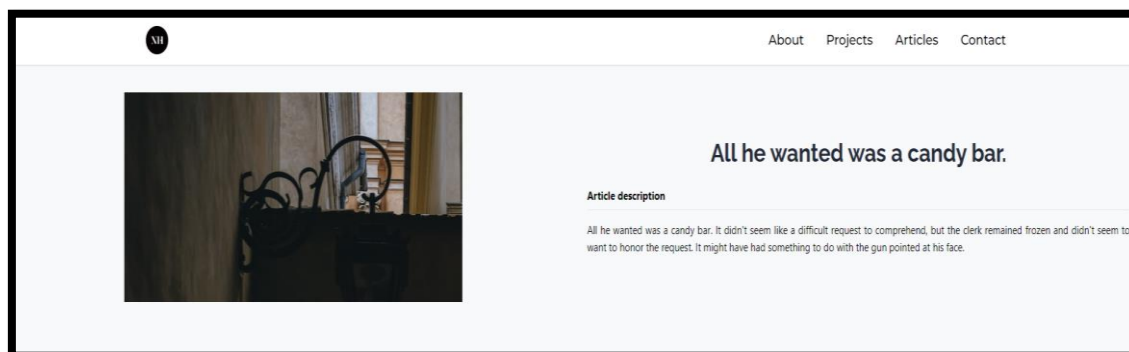 NH
About Projects Articles Contact
All he wanted was a candy bar.
Article description
All he wanted was a candy bar. It didn't seem like a difficult request to comprehend, but the clerk remained frozen and didn't seem to
want to honor the request. It might have had something to do with the gun pointed at his face.